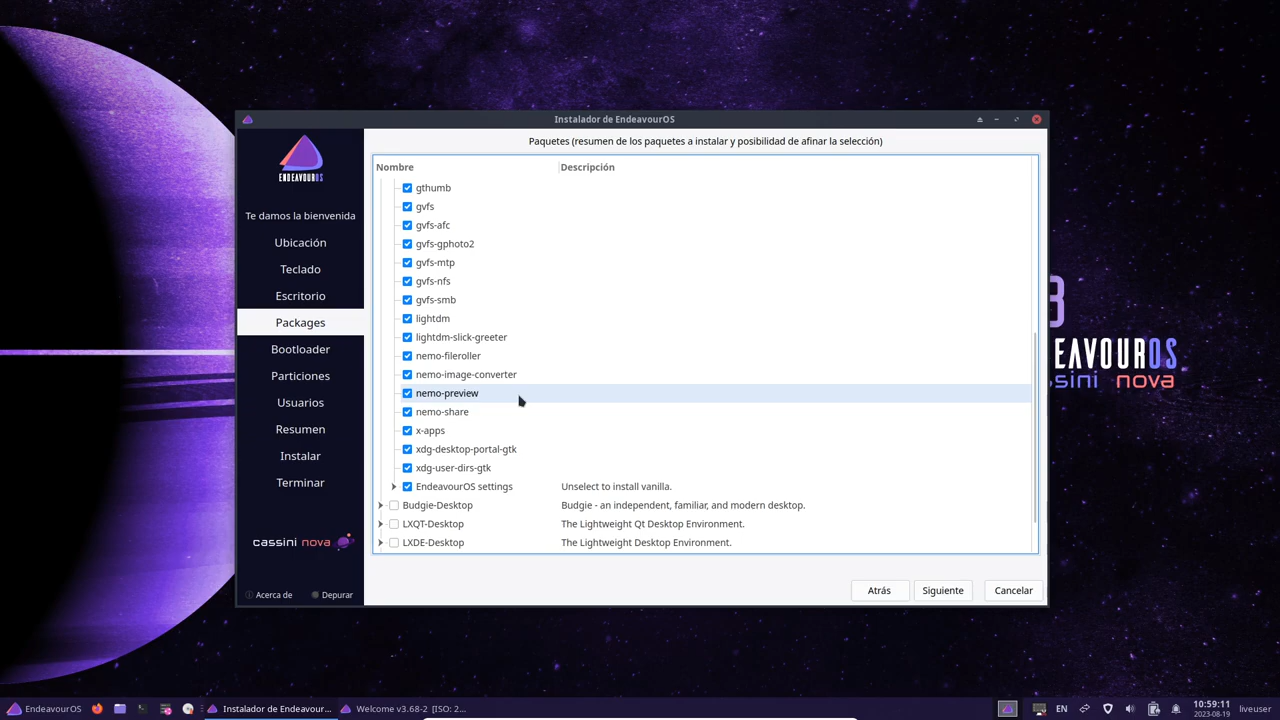 Instalador de EndeavourOS
ENDEAVOUROS
Te damos la bienvenida
Ubicación
Teclado
Escritorio
Packages
Bootloader
Particiones
Usuarios
Resumen
Instalar
Terminar
cassini nova
Acerca de
Depurar
Paquetes (resumen de los paquetes a instalar y posibilidad de afinar la selección)
Nombre Descripción
gthumb
gvfs
gvfs-afc
gvfs-gphoto2
gvfs-mtp
gvfs-nfs
gvfs-smb
lightdm
lightdm-slick-greeter
nemo-fileroller
nemo-image-converter
nemo-preview
nemo-share
x-apps
xdg-desktop-portal-gtk
xdg-user-dirs-gtk
EndeavourOS settings Unselect to install vanilla.
Budgie-Desktop Budgie - an independent, familiar, and modern desktop.
LXQT-Desktop The Lightweight Qt Desktop Environment.
LXDE-Desktop The Lightweight Desktop Environment.
Atrás Siguiente Cancelar
3
EAVOUROS
sini nova
EndeavourOS Instalador de Endeavour... Welcome v3.68-2 [ISO: 2... EN 10:59:11 liveuser
2023-08-19